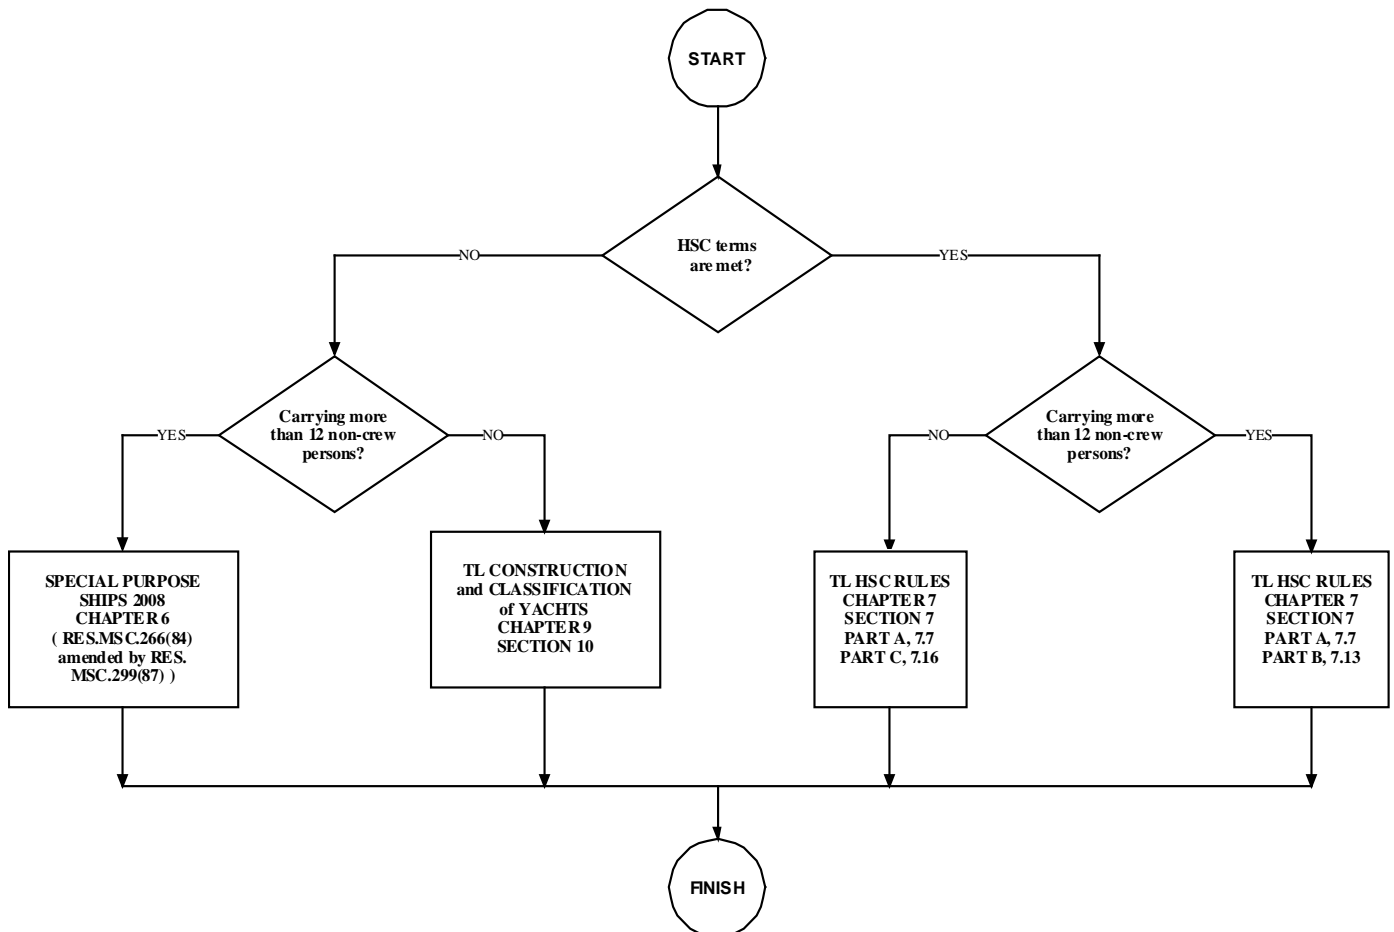 START
HSC terms
are met?
NO
YES
Carrying more
than 12 non-crew
persons?
YES
NO
Carrying more
than 12 non-crew
persons?
NO
YES
SPECIAL PURPOSE
SHIPS 2008
CHAPTER 6
( RES.MSC.266(84)
amended by RES.
MSC.299(87) )
TL CONSTRUCTION
and CLASSIFICATION
of YACHTS
CHAPTER 9
SECTION 10
TL HSC RULES
CHAPTER 7
SECTION 7
PART A, 7.7
PART C, 7.16
TL HSC RULES
CHAPTER 7
SECTION 7
PART A, 7.7
PART B, 7.13
FINISH